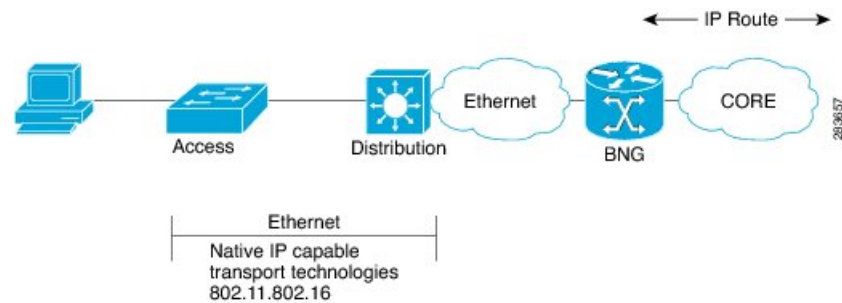 IP Route
Ethernet
CORE
Access
Distribution
BNG
283657
Ethernet
Native IP capable
transport technologies
802.11.802.16